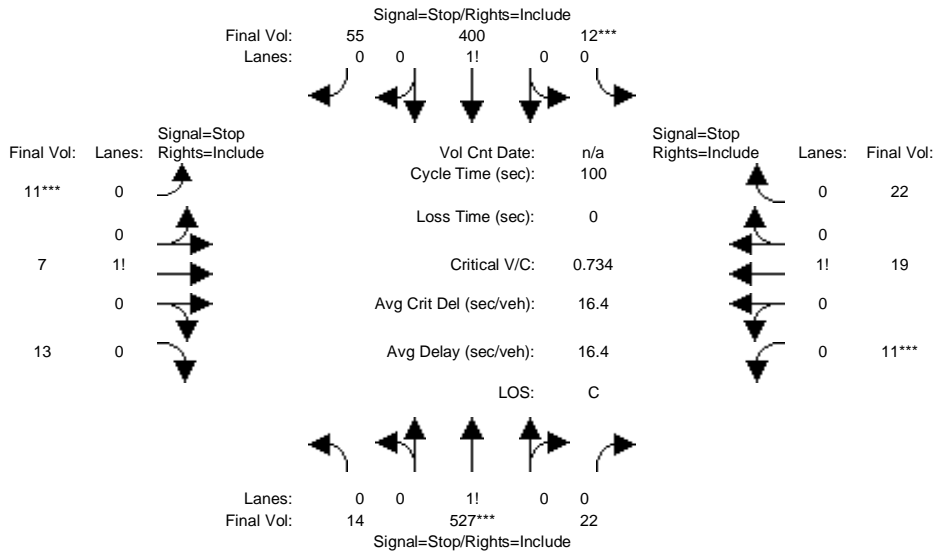 Signal=Stop/Rights=Include
Final Vol: 55 400 12***
Lanes: 0 0 1! 0 0
Signal=Stop Signal=Stop
Final Vol: Lanes: Rights=Include Vol Cnt Date: n/a Rights=Include Lanes: Final Vol:
Cycle Time (sec): 100
11*** 0 0 22
Loss Time (sec): 0
0 0
7 1! Critical V/C: 0.734 1! 19
0 Avg Crit Del (sec/veh): 16.4 0
13 0 Avg Delay (sec/veh): 16.4 0 11***
LOS: C
Lanes: 0 0 1! 0 0
Final Vol: 14 527*** 22
Signal=Stop/Rights=Include